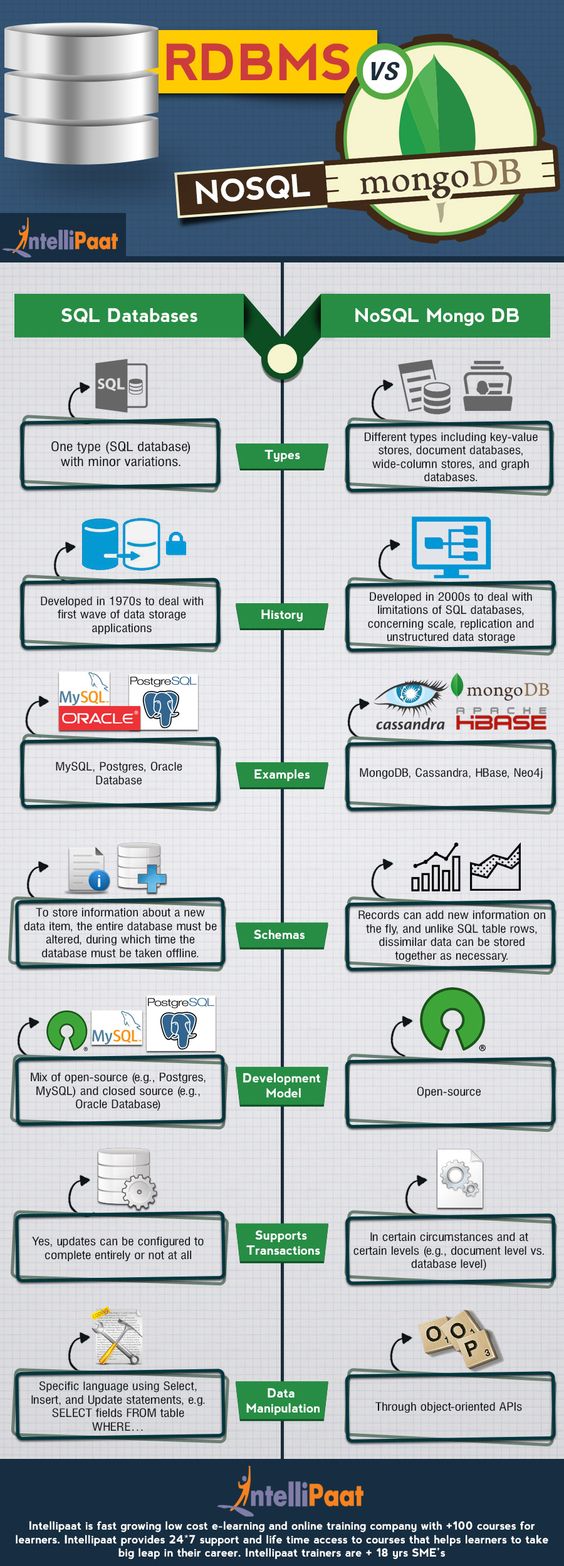 RDBMS
VS
NOSQL
mongoDB
IntelliPaat
SQL Databases
NoSQL Mongo DB
SQL
One type (SQL database)
with minor variations.
Types
Different types including key-value
stores, document databases,
wide-column stores, and graph
databases.
Developed in 1970s to deal with
first wave of data storage
applications
History
Developed in 2000s to deal with
limitations of SQL databases,
concerning scale, replication and
unstructured data storage
MySQL
PostgreSQL
ORACLE®
cassandra
mongoDB
APACHE
HBASE
MySQL, Postgres, Oracle
Database
Examples
MongoDB, Cassandra, HBase, Neo4j
To store information about a new
data item, the entire database must be
altered, during which time the
database must be taken offline.
Schemas
Records can add new information on
the fly, and unlike SQL table rows,
dissimilar data can be stored
together as necessary.
MySQL
PostgreSQL
Mix of open-source (e.g., Postgres,
MySQL) and closed source (e.g.,
Oracle Database)
Development
Model
Open-source
Yes, updates can be configured to
complete entirely or not at all
Supports
Transactions
In certain circumstances and at
certain levels (e.g., document level vs.
database level)
O1 O1 P3
Specific language using Select,
Insert, and Update statements, e.g.
SELECT fields FROM table
WHERE…
Data
Manipulation
Through object-oriented APIs
IntelliPaat
Intellipaat is fast growing low cost e-learning and online training company with +100 courses for
learners. Intellipaat provides 24*7 support and life time access to courses that helps learners to take
big leap in their career. Intellipaat trainers are + 18 yrs SME's